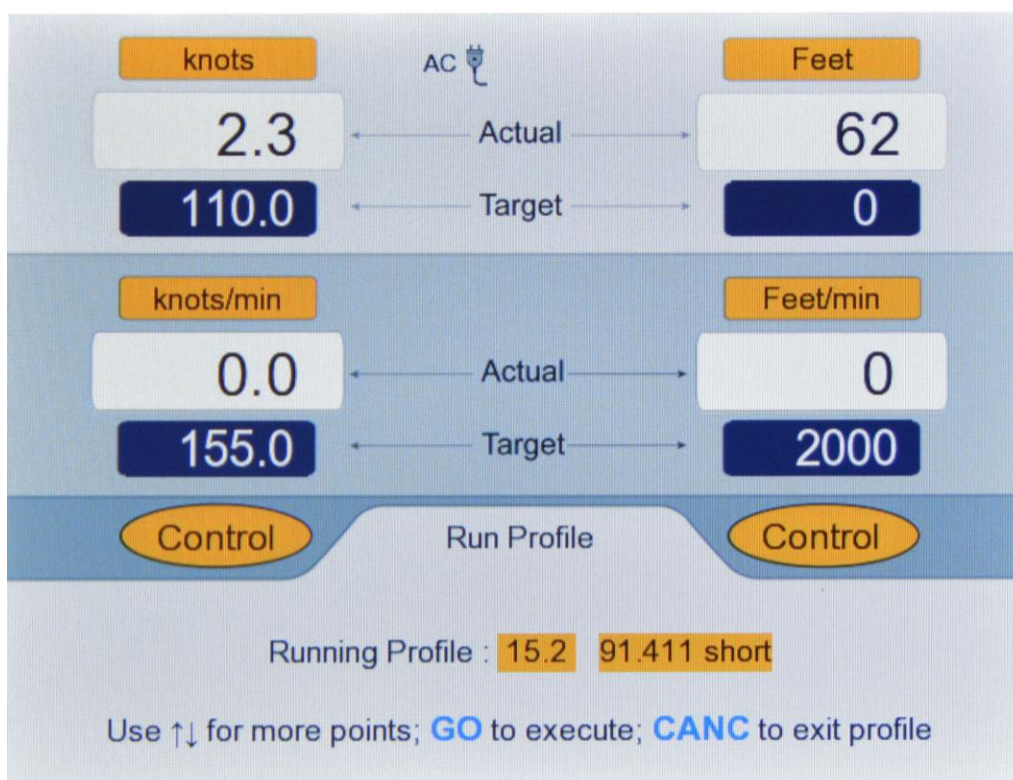 knots AC Feet
2.3 Actual 62
110.0 Target 0
knots/min Feet/min
0.0 Actual 0
155.0 Target 2000
Control Run Profile Control
Running Profile : 15.2 91.411 short
Use ↑↓ for more points; GO to execute; CANC to exit profile